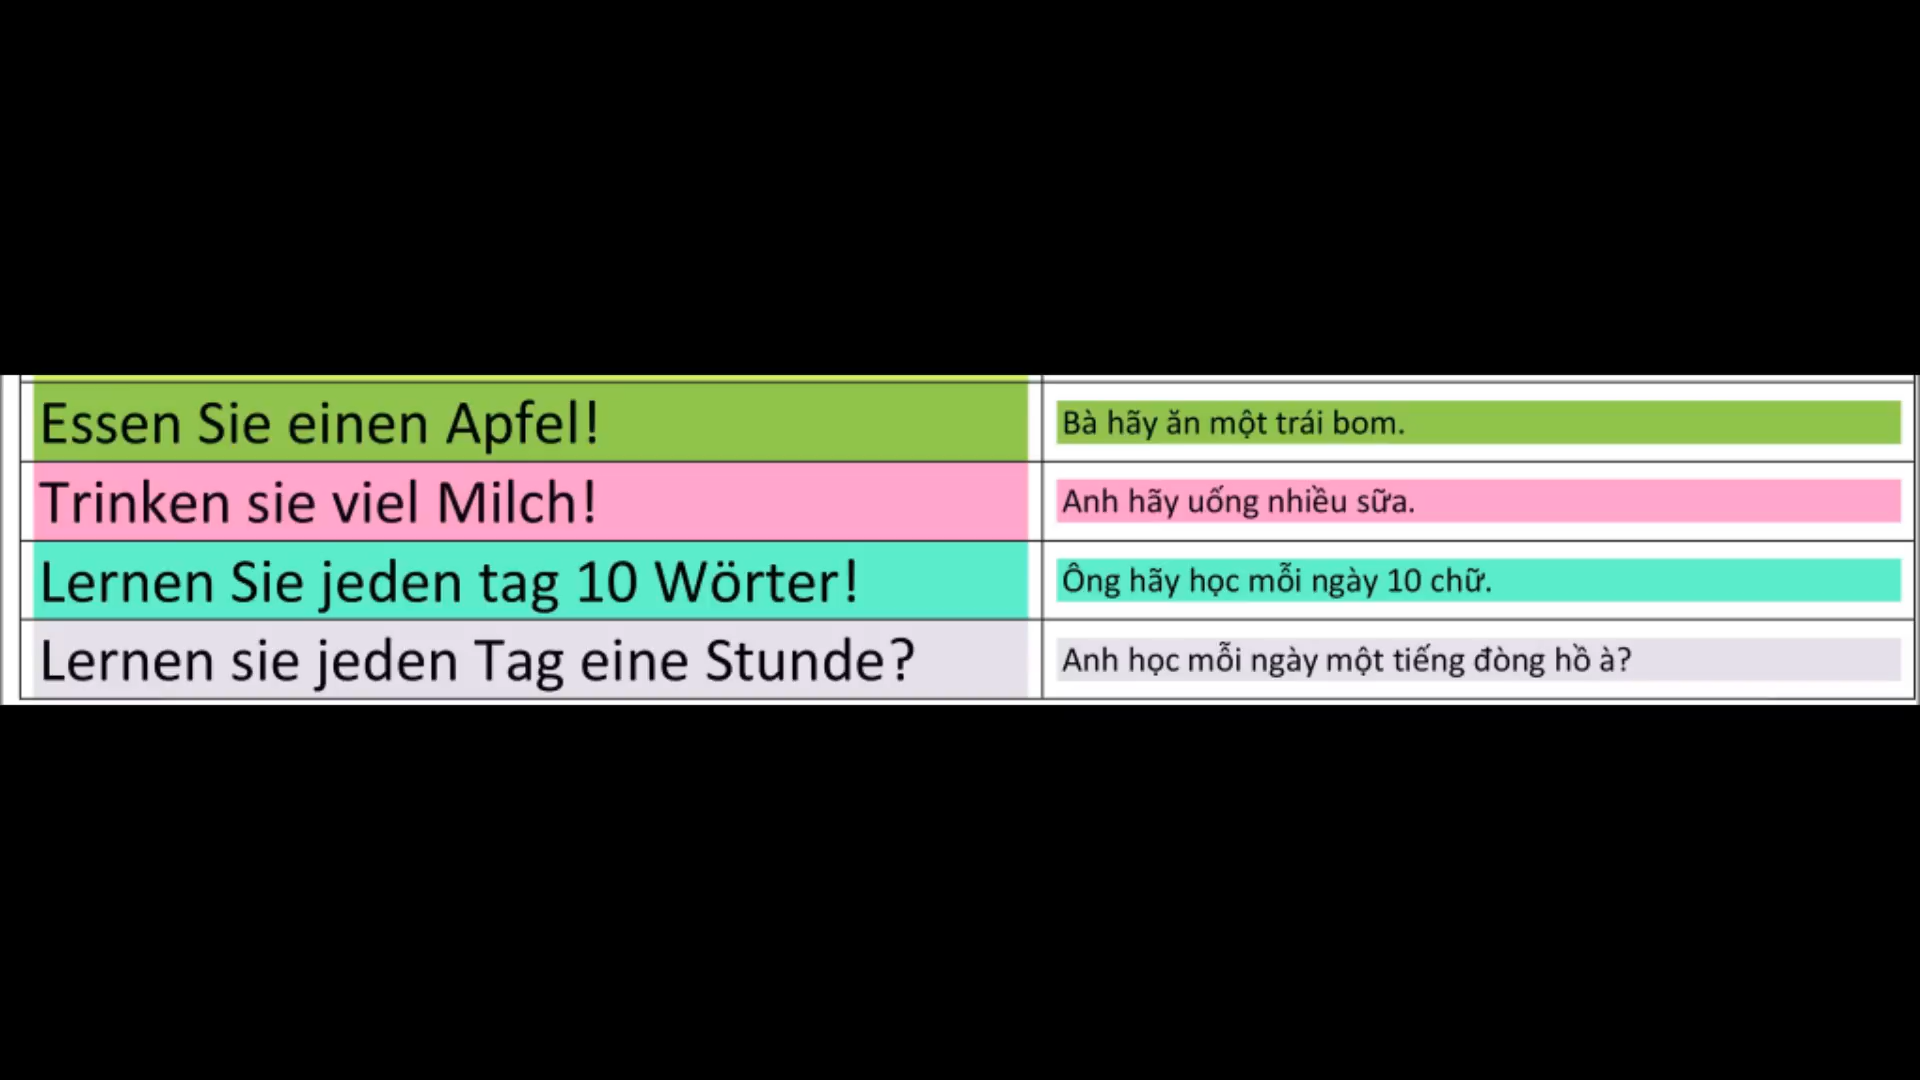 Essen Sie einen Apfel!
Bà hãy ăn một trái bom.
Trinken sie viel Milch!
Anh hãy uống nhiều sữa.
Lernen Sie jeden tag 10 Wörter!
Ông hãy học mỗi ngày 10 chữ.
Lernen sie jeden Tag eine Stunde?
Anh học mỗi ngày một tiếng đòng hồ à?